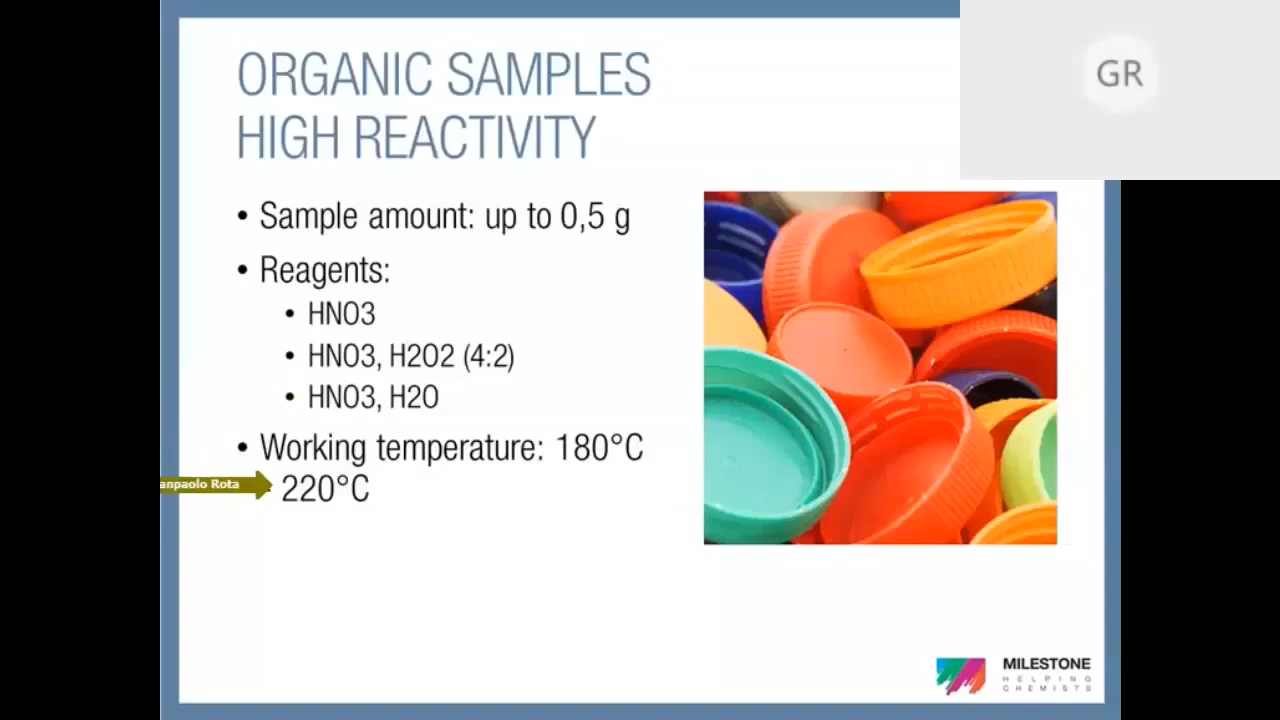 ORGANIC SAMPLES
HIGH REACTIVITY
GR
• Sample amount: up to 0,5 g
• Reagents:
• HNO3
• HNO3, H2O2 (4:2)
• HNO3, H2O
• Working temperature: 180°C
anpaolo Rota
220°C
MILESTONE
HELPING
CHEMISTS